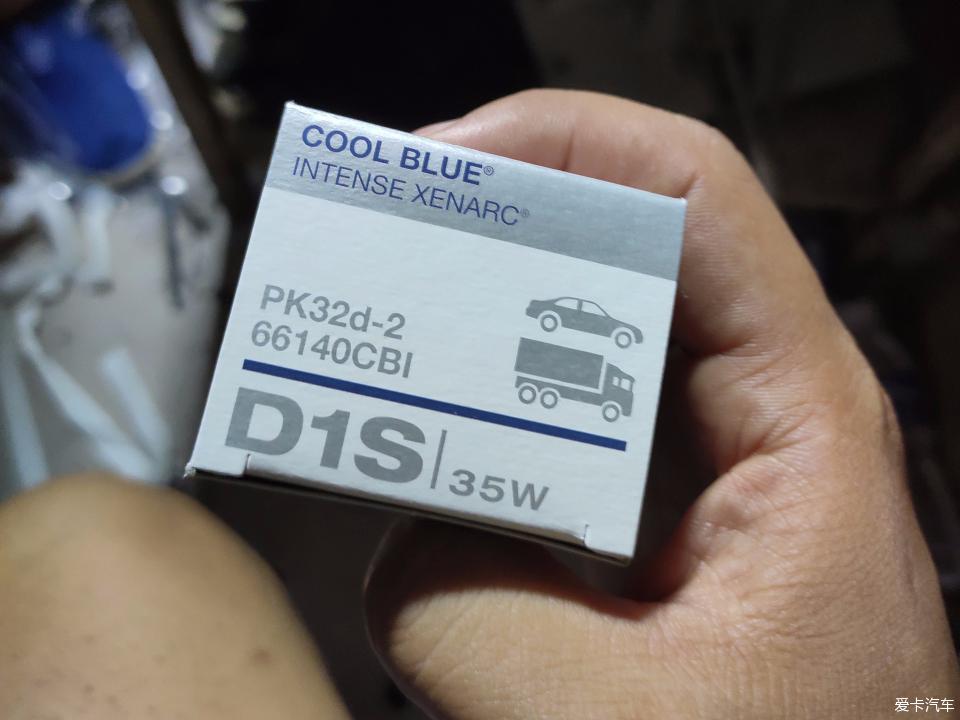 COOL BLUE®
INTENSE XENARC®
PK32d-2
66140CBI
D1S | 35W
爱卡汽车